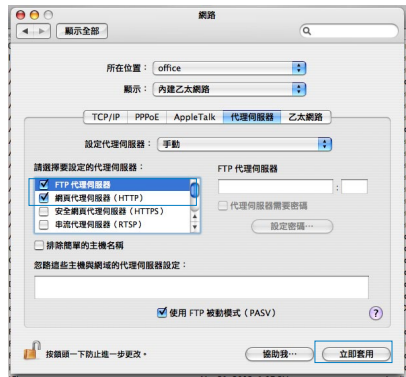 網路
顯示全部
所在位置： office
顯示： 內建乙太網路
TCP/IP PPPoE AppleTalk 代理伺服器 乙太網路
設定代理伺服器： 手動
請選擇要設定的代理伺服器：
FTP 代理伺服器
FTP 代理伺服器
:
網頁代理伺服器（HTTP）
代理伺服器需要密碼
安全網頁代理伺服器（HTTPS）
串流代理伺服器（RTSP）
設定密碼…
排除簡單的主機名稱
忽略這些主機與網域的代理伺服器設定：
使用 FTP 被動模式（PASV）
?
按鎖頭一下防止進一步更改。
協助我…
立即套用